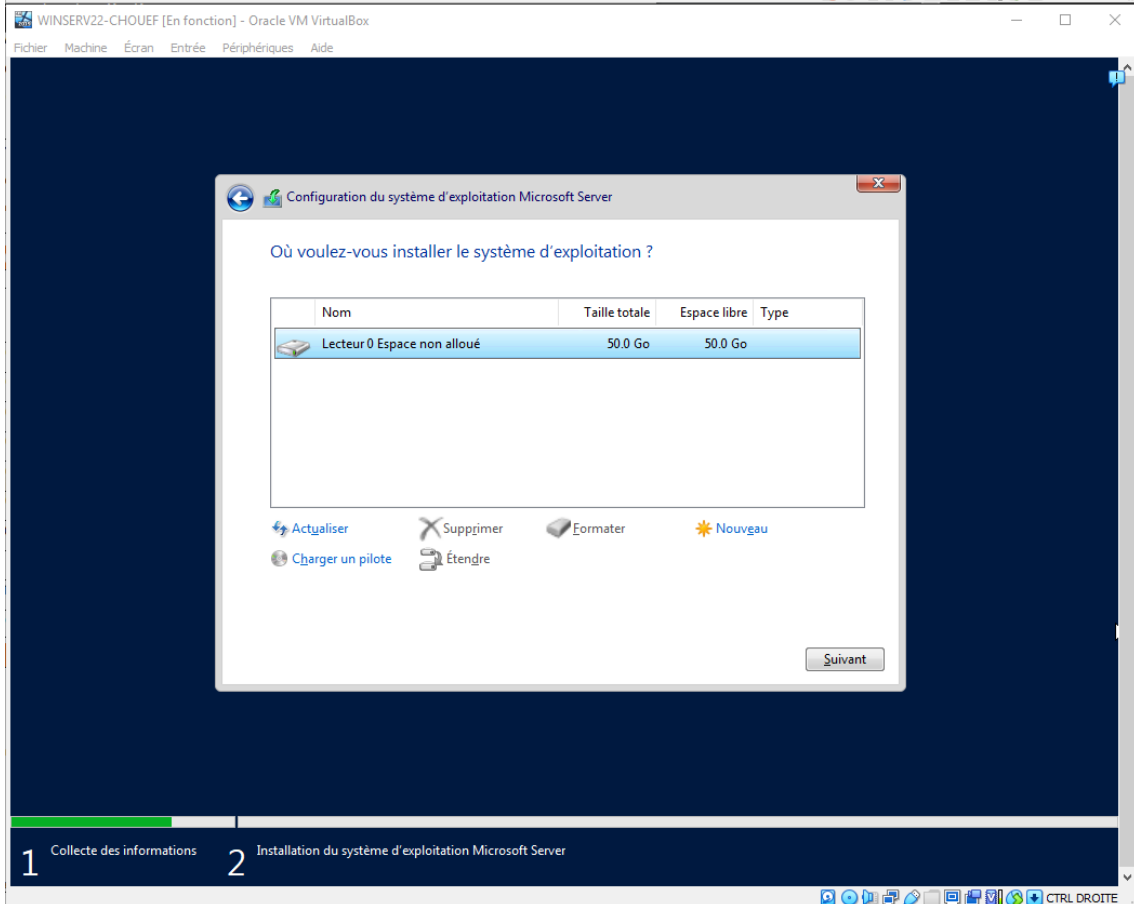 WINSERV22-CHOUEF [En fonction] - Oracle VM VirtualBox
Fichier Machine Écran Entrée Périphériques Aide
Configuration du système d'exploitation Microsoft Server
Où voulez-vous installer le système d'exploitation ?
Nom Taille totale Espace libre Type
Lecteur 0 Espace non alloué 50.0 Go 50.0 Go
Actualiser Supprimer Formater Nouveau
Charger un pilote Étendre
Suivant
1 Collecte des informations 2 Installation du système d'exploitation Microsoft Server
CTRL DROITE